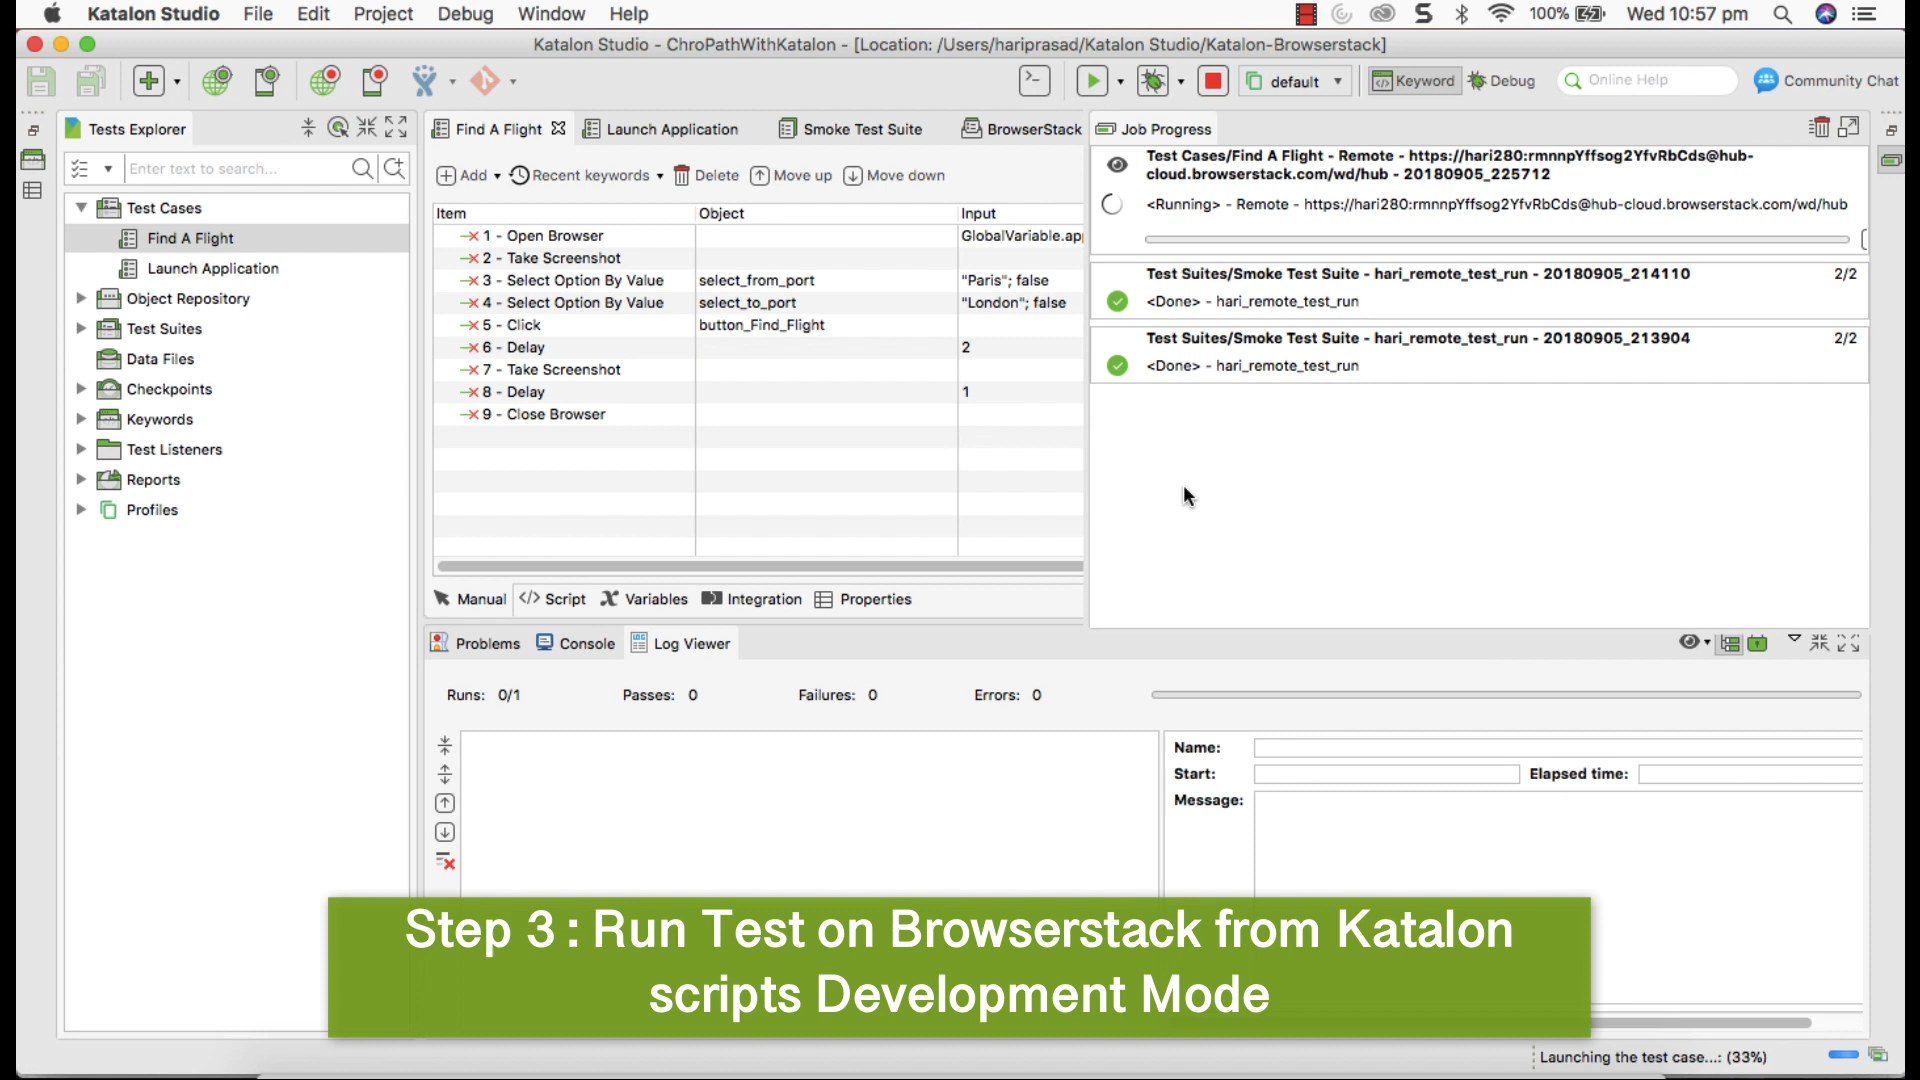 Katalon Studio File Edit Project Debug Window Help
100% Wed 10:57 pm
Katalon Studio - ChroPathWithKatalon - [Location: /Users/hariprasad/Katalon Studio/Katalon-Browserstack]
default Keyword Debug Online Help Community Chat
Tests Explorer
Enter text to search...
Test Cases
Find A Flight
Launch Application
Object Repository
Test Suites
Data Files
Checkpoints
Keywords
Test Listeners
Reports
Profiles
Find A Flight Launch Application Smoke Test Suite BrowserStack
Add Recent keywords Delete Move up Move down
Item Object Input
1 - Open Browser GlobalVariable.app
2 - Take Screenshot
3 - Select Option By Value select_from_port "Paris"; false
4 - Select Option By Value select_to_port "London"; false
5 - Click button_Find_Flight
6 - Delay 2
7 - Take Screenshot
8 - Delay 1
9 - Close Browser
Manual Script Variables Integration Properties
Job Progress
Test Cases/Find A Flight - Remote - https://hari280:rmnnpYffsog2YfvRbCds@hub-
cloud.browserstack.com/wd/hub - 20180905_225712
<Running> - Remote - https://hari280:rmnnpYffsog2YfvRbCds@hub-cloud.browserstack.com/wd/hub
Test Suites/Smoke Test Suite - hari_remote_test_run - 20180905_214110 2/2
<Done> - hari_remote_test_run
Test Suites/Smoke Test Suite - hari_remote_test_run - 20180905_213904 2/2
<Done> - hari_remote_test_run
Problems Console Log Viewer
Runs: 0/1 Passes: 0 Failures: 0 Errors: 0
Name:
Start: Elapsed time:
Message:
Step 3 : Run Test on Browserstack from Katalon
scripts Development Mode
Launching the test case...: (33%)